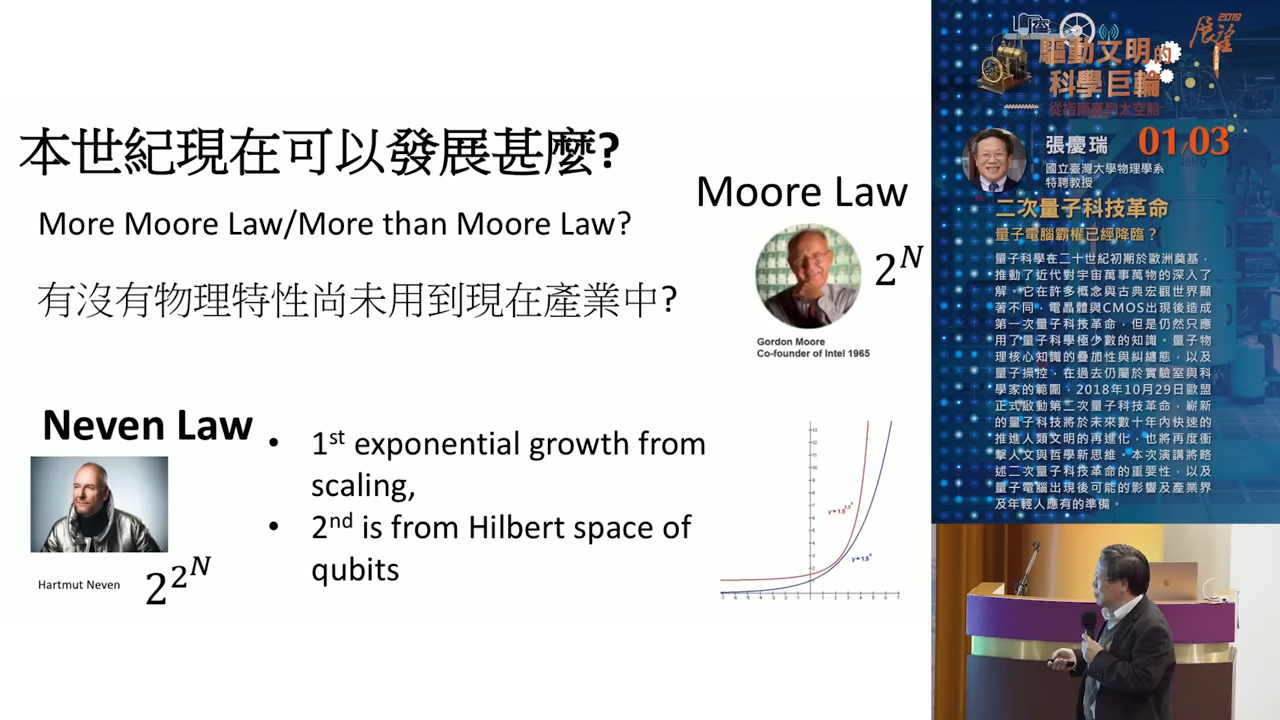 本世紀現在可以發展甚麼?
More Moore Law/More than Moore Law?
有沒有物理特性尚未用到現在產業中?
Moore Law
2^N
Gordon Moore
Co-founder of Intel 1965
Neven Law
Hartmut Neven
2^2^N
• 1st exponential growth from
scaling,
• 2nd is from Hilbert space of
qubits
y=1.5^x
2019
展望
驅動文明的
科學巨輪
從指南車到太空船
張慶瑞
01/03
國立臺灣大學物理學系
特聘教授
二次量子科技革命
量子電腦霸權已經降臨？
量子科學在二十世紀初期於歐洲奠基，
推動了近代對宇宙萬事萬物的深入了
解。它在許多概念與古典宏觀世界顯
著不同，電晶體與CMOS出現後造成
第一次量子科技革命，但是仍然只應
用了量子科學極少數的知識。量子物
理核心知識的疊加性與糾纏態，以及
量子操控，在過去仍屬於實驗室與科
學家的範圍，2018年10月29日歐盟
正式啟動第二次量子科技革命，嶄新
的量子科技將於未來數十年內快速的
推進人類文明的再進化，也將再度衝
擊人文與哲學新思維。本次演講將略
述二次量子科技革命的重要性，以及
量子電腦出現後可能的影響及產業界
及年輕人應有的準備。